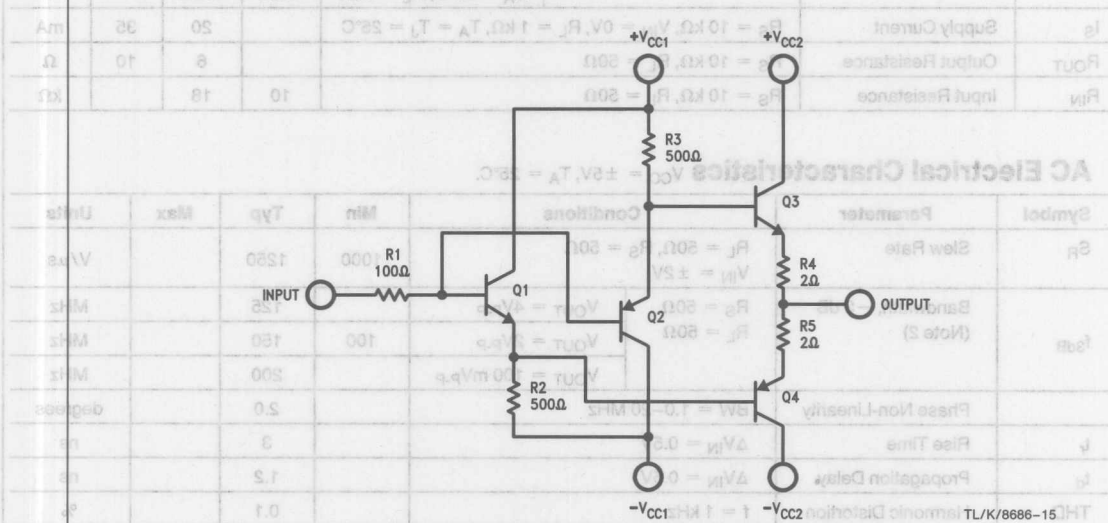 IS Supply Current RS = 10 kΩ, VIN = 0V, RL = 1 kΩ, TA = TJ = 25°C 20 35 mA
ROUT Output Resistance RS = 10 kΩ, RL = 50Ω 6 10 Ω
RIN Input Resistance RS = 10 kΩ, RL = 50Ω 10 18 kΩ
+VCC1
+VCC2
R3
500Ω
AC Electrical Characteristics VCC = ±5V, TA = 25°C.
Symbol Parameter Conditions Min Typ Max Units
SR Slew Rate RL = 50Ω, RS = 50Ω
VIN = ±2V 1000 1250 V/μs
Q3
R1
100Ω
R4
2Ω
INPUT
Q1
OUTPUT
Q2
R5
2Ω
f3dB Bandwidth, −3 dB
(Note 2)
RS = 50Ω
RL = 50Ω
VOUT = 4Vp-p 125 MHz
VOUT = 2Vp-p 100 150 MHz
VOUT = 100 mVp-p 200 MHz
R2
500Ω
Q4
Phase Non-Linearity BW = 1.0–20 MHz 2.0 degrees
tr Rise Time ΔVIN = 0.5V 3 ns
td Propagation Delay ΔVIN = 0.5V 1.2 ns
THD Harmonic Distortion f = 1 kHz 0.1 %
-VCC1
-VCC2
TL/K/8686-15